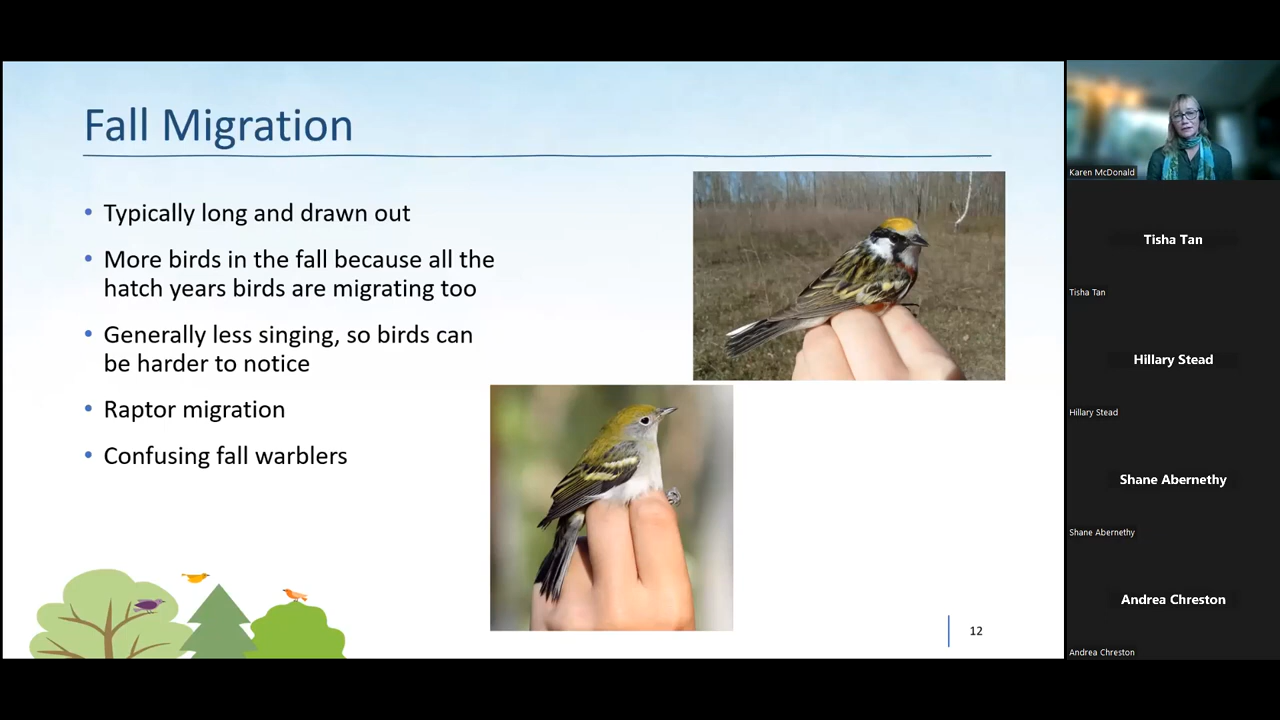 Fall Migration
Typically long and drawn out
More birds in the fall because all the
hatch years birds are migrating too
Generally less singing, so birds can
be harder to notice
Raptor migration
Confusing fall warblers
12
Karen McDonald
Tisha Tan
Tisha Tan
Hillary Stead
Hillary Stead
Shane Abernethy
Shane Abernethy
Andrea Chreston
Andrea Chreston